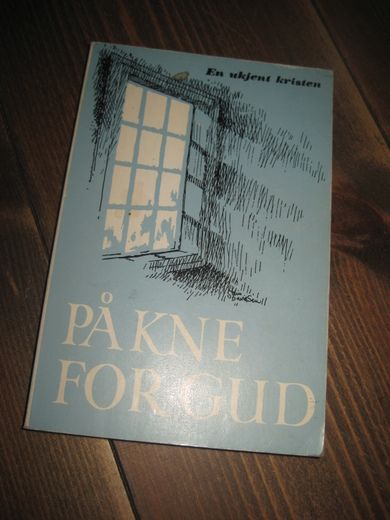 En ukjent kristen
PÅ KNE
FOR GUD